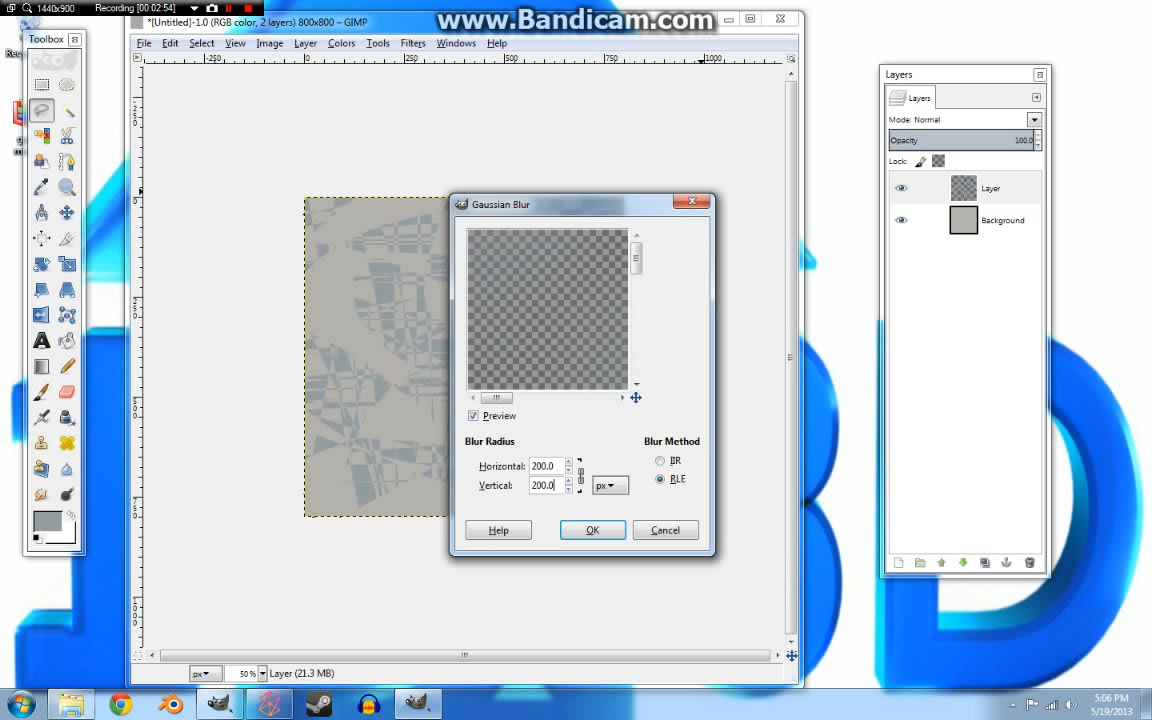 1440x900 Recording [00:02:54]
www.Bandicam.com
*[Untitled]-1.0 (RGB color, 2 layers) 800x800 – GIMP
Toolbox
File Edit Select View Image Layer Colors Tools Filters Windows Help
-250 0 250 500 750 1000
Layers
Layers
Mode: Normal
Opacity 100.0
Lock:
Layer
Background
Gaussian Blur
Preview
Blur Radius Blur Method
Horizontal: 200.0 IIR
Vertical: 200.0 px RLE
Help OK Cancel
px 50 % Layer (21.3 MB)
5:06 PM
5/19/2013